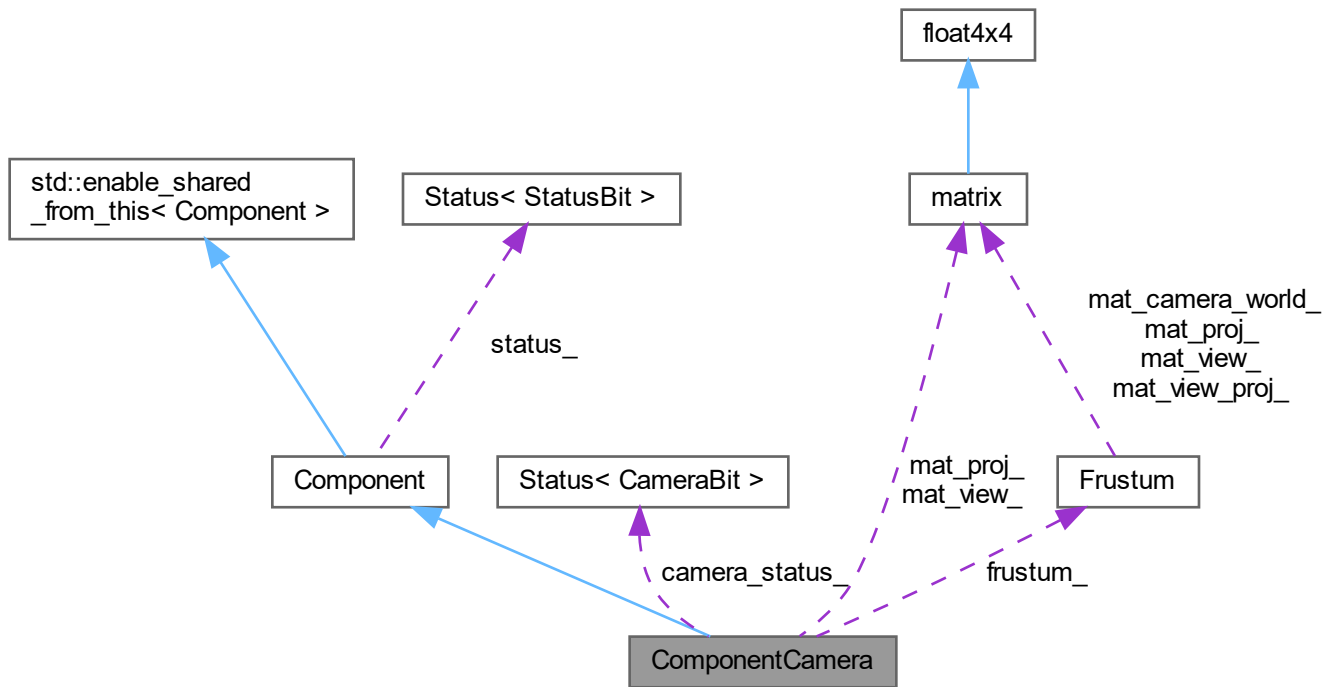 float4x4
std::enable_shared
_from_this< Component >
Status< StatusBit >
matrix
mat_camera_world_
mat_proj_
mat_view_
mat_view_proj_
status_
Component
Status< CameraBit >
mat_proj_
mat_view_
Frustum
camera_status_
frustum_
ComponentCamera